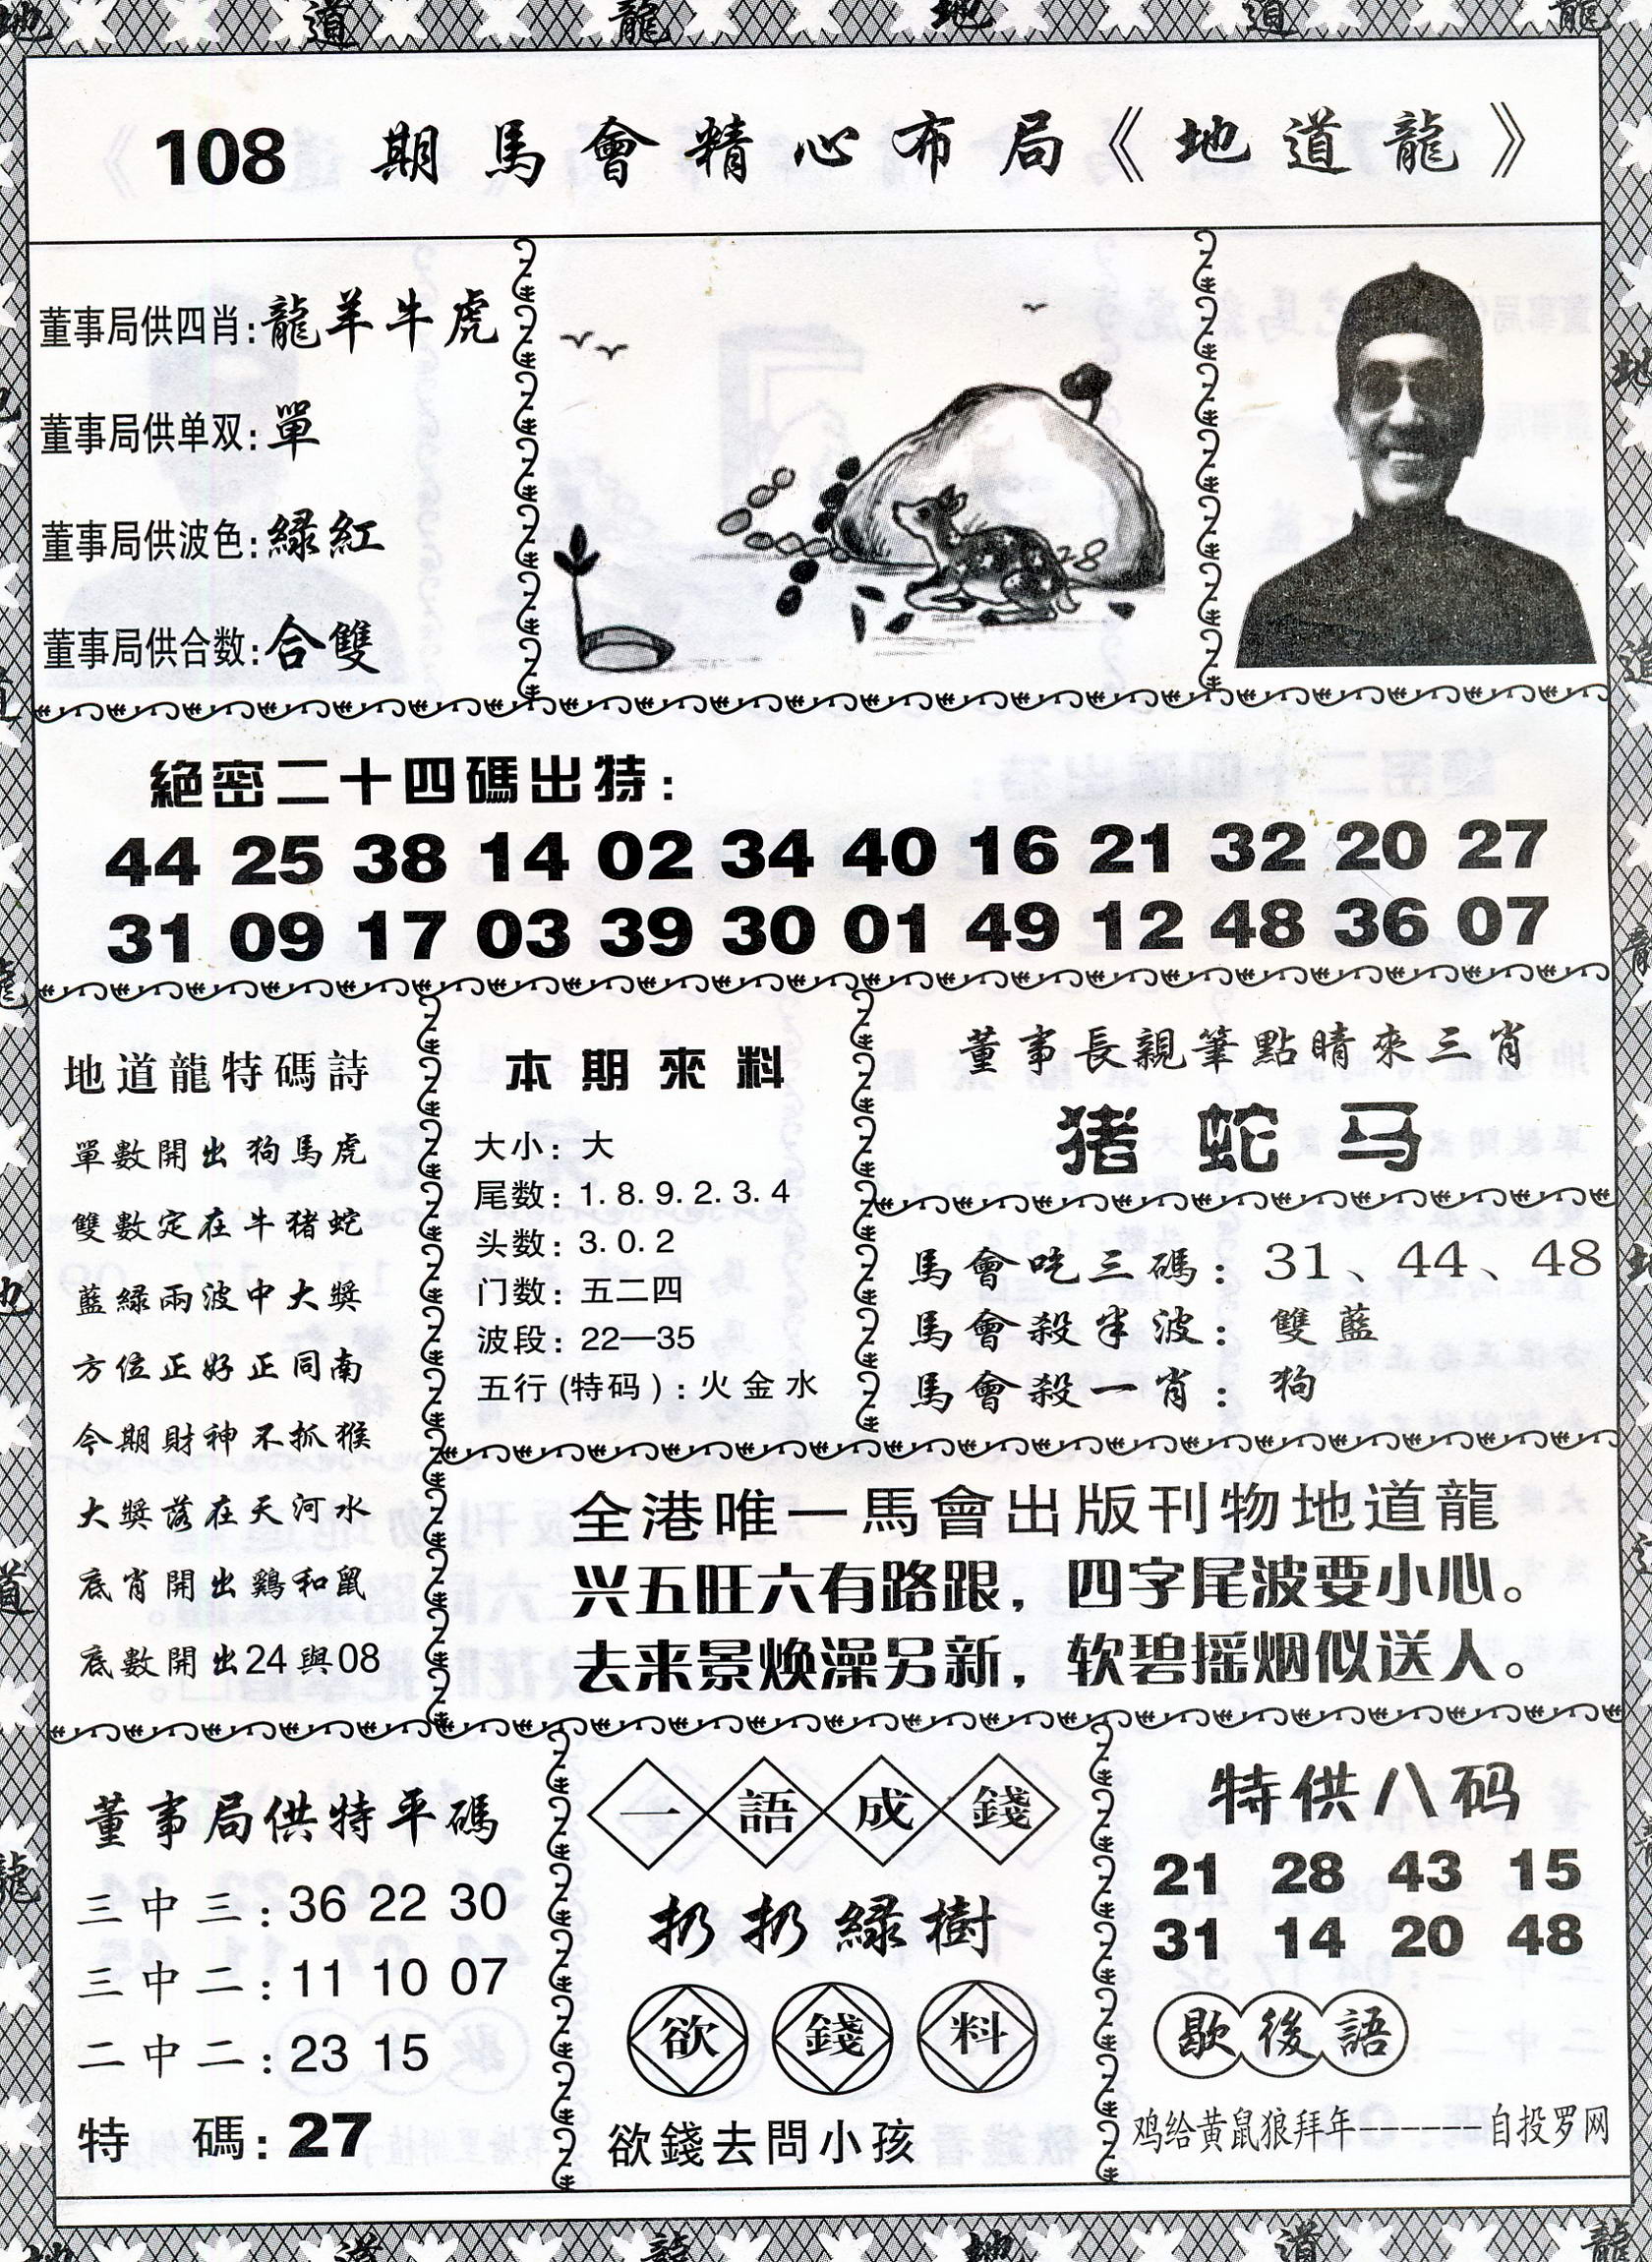 108 期馬會精心布局《地道龍》
董事局供四肖:龍羊牛虎
董事局供单双:單
董事局供波色:緑紅
董事局供合数:合雙
絕密二十四碼出特:
44 25 38 14 02 34 40 16 21 32 20 27
31 09 17 03 39 30 01 49 12 48 36 07
地道龍特碼詩
單數開出狗馬虎
雙數定在牛猪蛇
藍緑兩波中大獎
方位正好正同南
今期財神不抓猴
大獎落在天河水
底肖開出鷄和鼠
底數開出24與08
本期來料
大小: 大
尾数: 1.8.9.2.3.4
头数: 3.0.2
门数: 五二四
波段: 22—35
五行(特码): 火金水
董事長親筆點睛來三肖
猪蛇马
馬會吃三碼: 31、44、48
馬會殺半波: 雙藍
馬會殺一肖: 狗
全港唯一馬會出版刊物地道龍
兴五旺六有路跟，四字尾波要小心。
去来景焕澡另新，软碧摇烟似送人。
董事局供特平碼
三中三:36 22 30
三中二:11 10 07
二中二:23 15
特 碼:27
一語成錢
扔扔緑樹
欲錢料
欲錢去問小孩
特供八码
21 28 43 15
31 14 20 48
歇後語
鸡给黄鼠狼拜年------自投罗网
地道龍地道龍